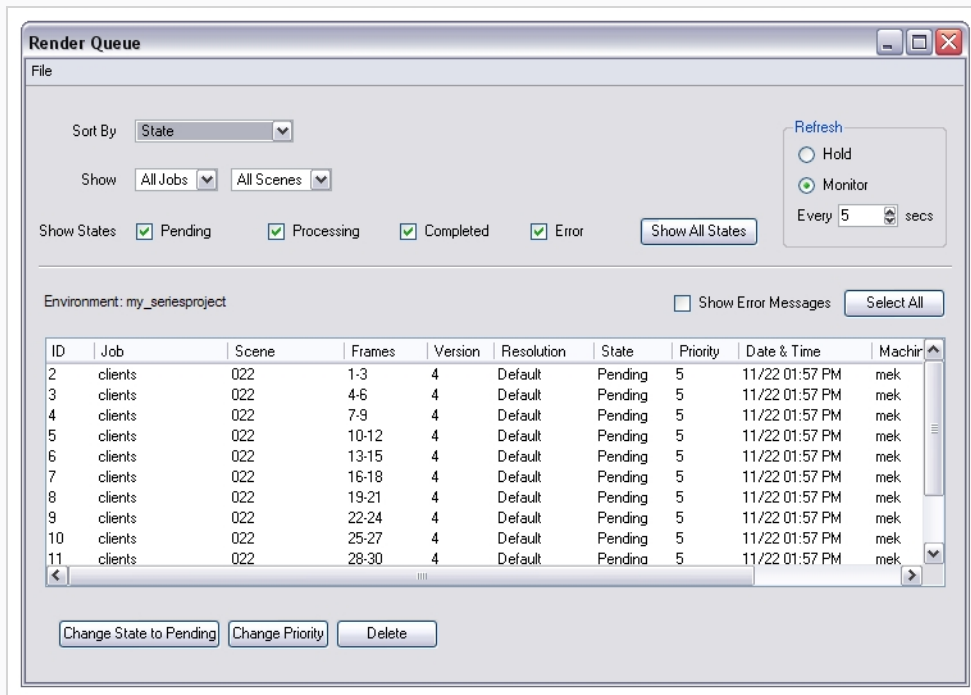 Render Queue
File
Sort By State
Refresh
Hold
Show All Jobs All Scenes
Monitor
Every 5 secs
Show States Pending Processing Completed Error Show All States
Environment: my_seriesproject Show Error Messages Select All
ID Job Scene Frames Version Resolution State Priority Date & Time Machin
2 clients 022 1-3 4 Default Pending 5 11/22 01:57 PM mek
3 clients 022 4-6 4 Default Pending 5 11/22 01:57 PM mek
4 clients 022 7-9 4 Default Pending 5 11/22 01:57 PM mek
5 clients 022 10-12 4 Default Pending 5 11/22 01:57 PM mek
6 clients 022 13-15 4 Default Pending 5 11/22 01:57 PM mek
7 clients 022 16-18 4 Default Pending 5 11/22 01:57 PM mek
8 clients 022 19-21 4 Default Pending 5 11/22 01:57 PM mek
9 clients 022 22-24 4 Default Pending 5 11/22 01:57 PM mek
10 clients 022 25-27 4 Default Pending 5 11/22 01:57 PM mek
11 clients 022 28-30 4 Default Pending 5 11/22 01:57 PM mek
Change State to Pending Change Priority Delete